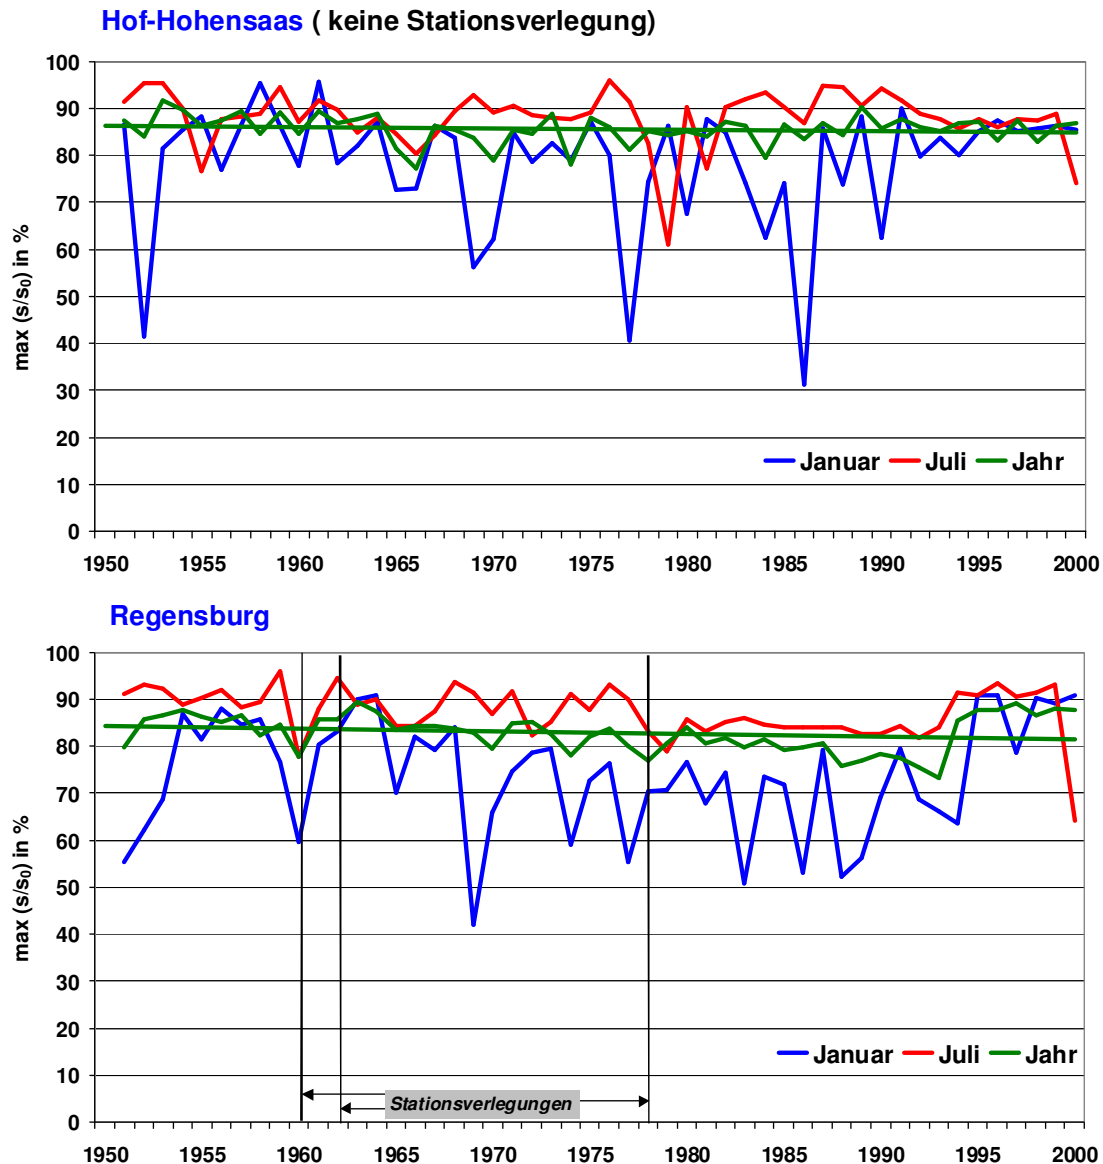 Hof-Hohensaas ( keine Stationsverlegung)
max (s/s₀) in %
100
90
80
70
60
50
40
30
20
10
0
Januar Juli Jahr
1950 1955 1960 1965 1970 1975 1980 1985 1990 1995 2000
Regensburg
max (s/s₀) in %
100
90
80
70
60
50
40
30
20
10
0
Januar Juli Jahr
Stationsverlegungen
1950 1955 1960 1965 1970 1975 1980 1985 1990 1995 2000